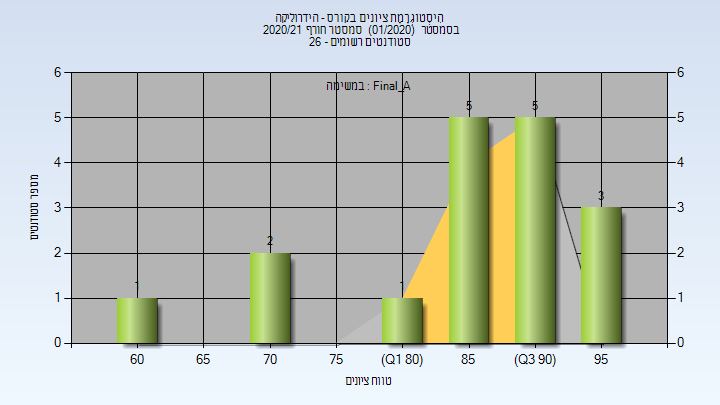 היסטוגרמת ציונים בקורס - הידרוליקה
בסמסטר (01/2020) סמסטר חורף 2020/21
סטודנטים רשומים - 26
במשימה : Final_A
6 6
5 5
4 4
3 3
2 2
1 1
0 0
1 2 1 5 5 3
מספר סטודנטים
60 65 70 75 (Q1 80) 85 (Q3 90) 95
טווח ציונים